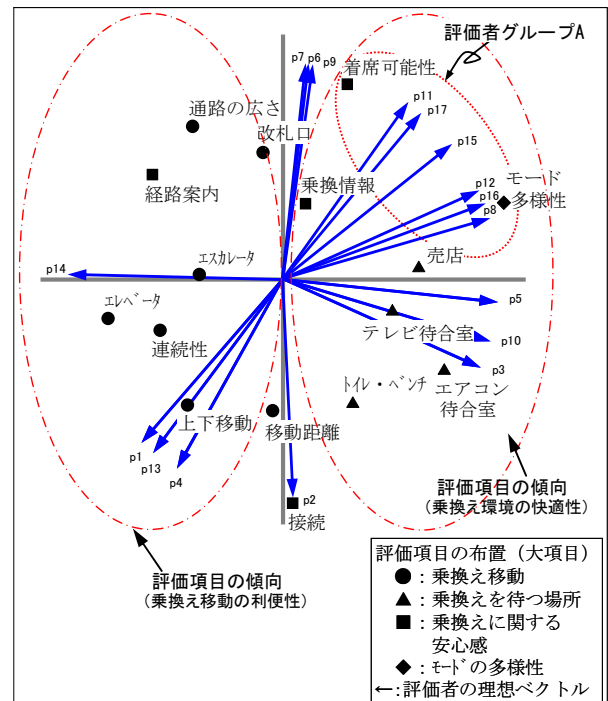 評価者グループA
p7
p6
p9
着席可能性
p11
p17
通路の広さ
改札口
p15
経路案内
乗換情報
p12
p16
p8
モード
多様性
売店
p14
エスカレータ
p5
エレベータ
連続性
テレビ待合室
p10
p3
トイレ・ベンチ
エアコン
待合室
上下移動
移動距離
p1
p13
p4
p2
接続
評価項目の傾向
(乗換え環境の快適性)
評価項目の傾向
(乗換え移動の利便性)
評価項目の布置（大項目）
●：乗換え移動
▲：乗換えを待つ場所
■：乗換えに関する
安心感
◆：ﾓｰﾄﾞの多様性
←:評価者の理想ベクトル